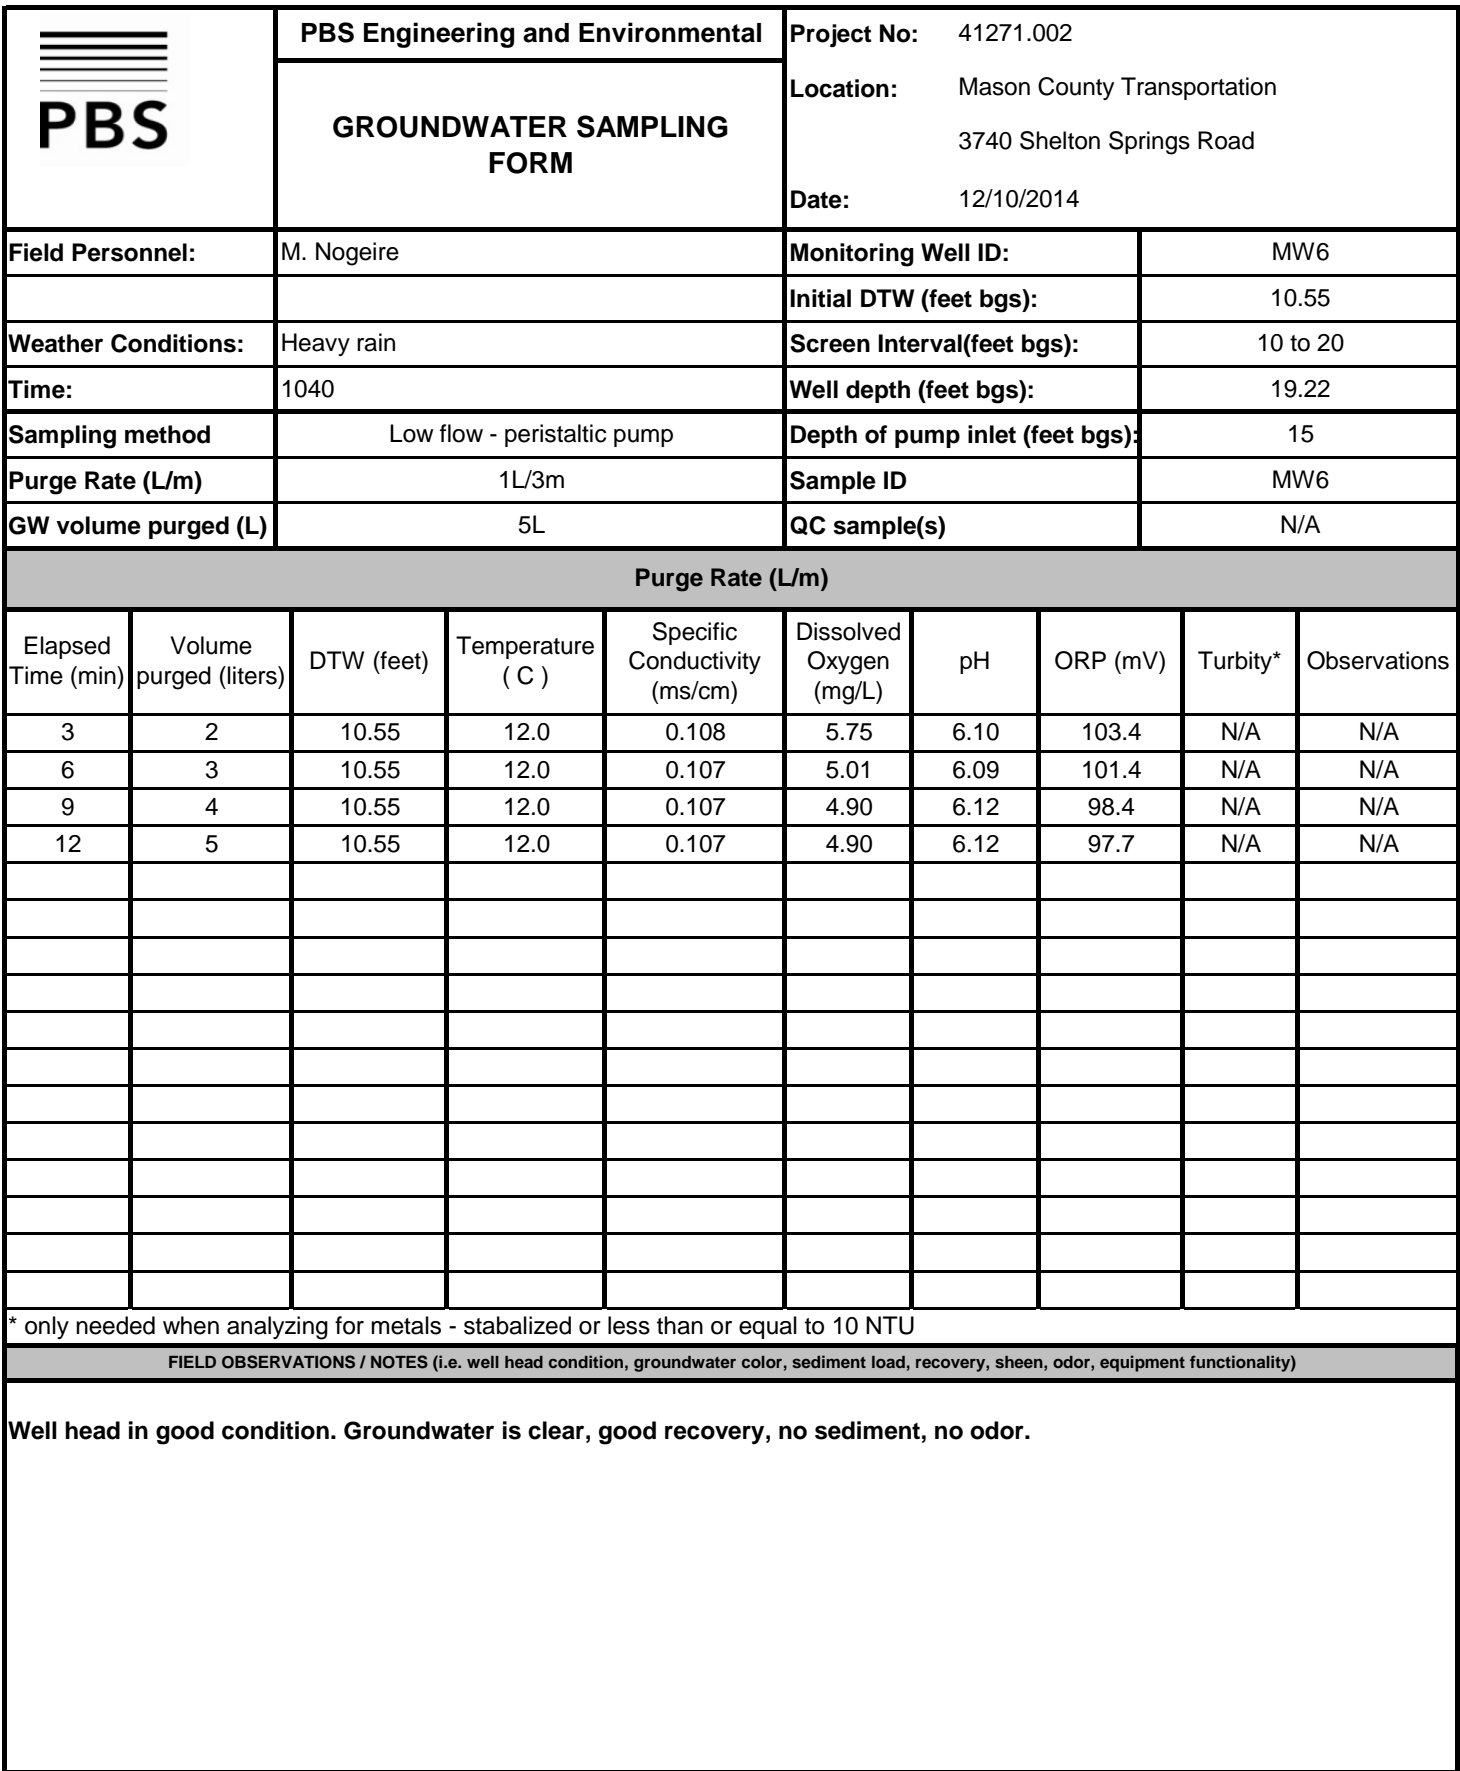 PBS
PBS Engineering and Environmental
GROUNDWATER SAMPLING
FORM
Project No: 41271.002
Location: Mason County Transportation
3740 Shelton Springs Road
Date: 12/10/2014
Field Personnel: M. Nogeire
Monitoring Well ID: MW6
Initial DTW (feet bgs): 10.55
Weather Conditions: Heavy rain
Screen Interval(feet bgs): 10 to 20
Time: 1040
Well depth (feet bgs): 19.22
Sampling method Low flow - peristaltic pump
Depth of pump inlet (feet bgs): 15
Purge Rate (L/m) 1L/3m
Sample ID MW6
GW volume purged (L) 5L
QC sample(s) N/A
Purge Rate (L/m)
Elapsed
Time (min)
Volume
purged (liters)
DTW (feet)
Temperature
( C )
Specific
Conductivity
(ms/cm)
Dissolved
Oxygen
(mg/L)
pH
ORP (mV)
Turbity*
Observations
3 2 10.55 12.0 0.108 5.75 6.10 103.4 N/A N/A
6 3 10.55 12.0 0.107 5.01 6.09 101.4 N/A N/A
9 4 10.55 12.0 0.107 4.90 6.12 98.4 N/A N/A
12 5 10.55 12.0 0.107 4.90 6.12 97.7 N/A N/A
* only needed when analyzing for metals - stabalized or less than or equal to 10 NTU
FIELD OBSERVATIONS / NOTES (i.e. well head condition, groundwater color, sediment load, recovery, sheen, odor, equipment functionality)
Well head in good condition. Groundwater is clear, good recovery, no sediment, no odor.